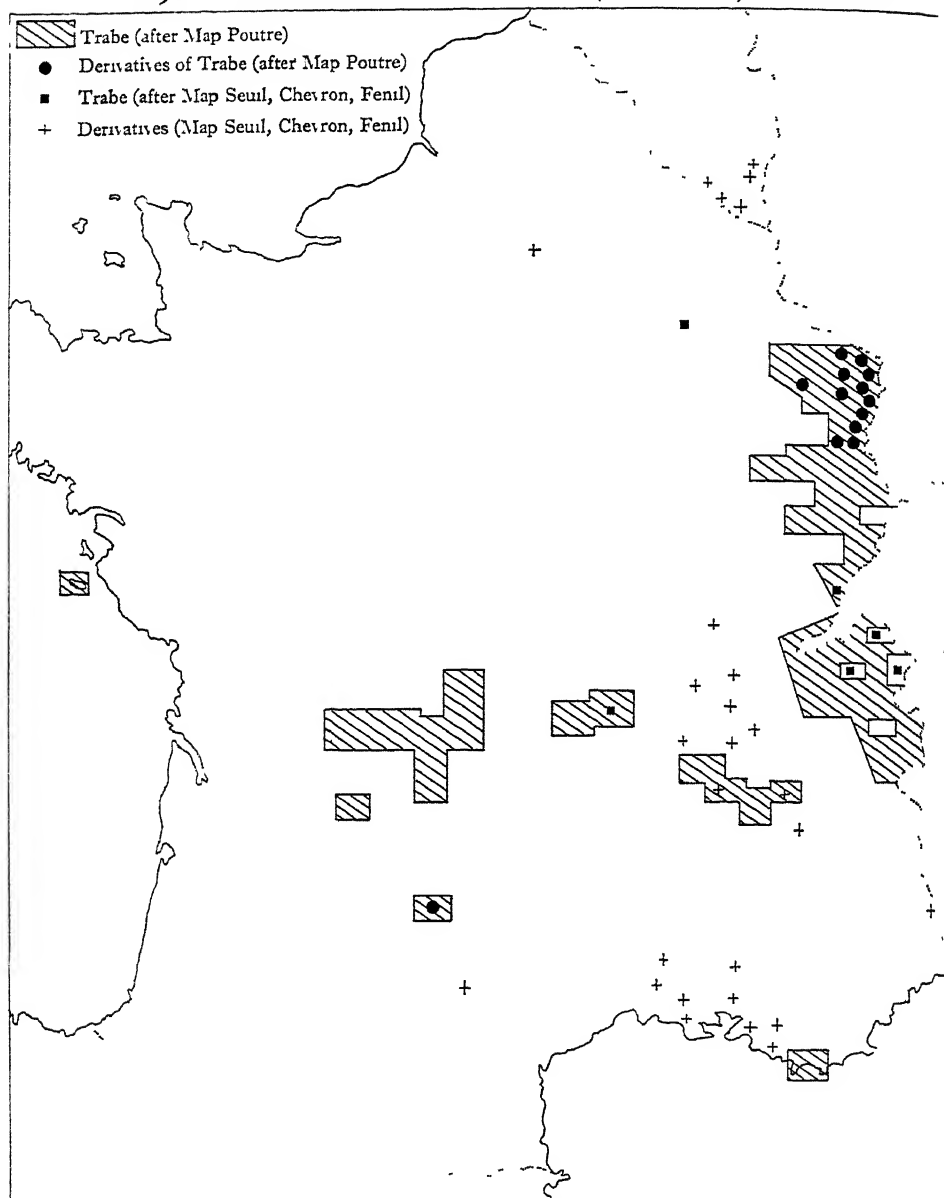 Trabe (after Map Poutre)
Derivatives of Trabe (after Map Poutre)
Trabe (after Map Seuil, Chevron, Fenil)
Derivatives (Map Seuil, Chevron, Fenil)